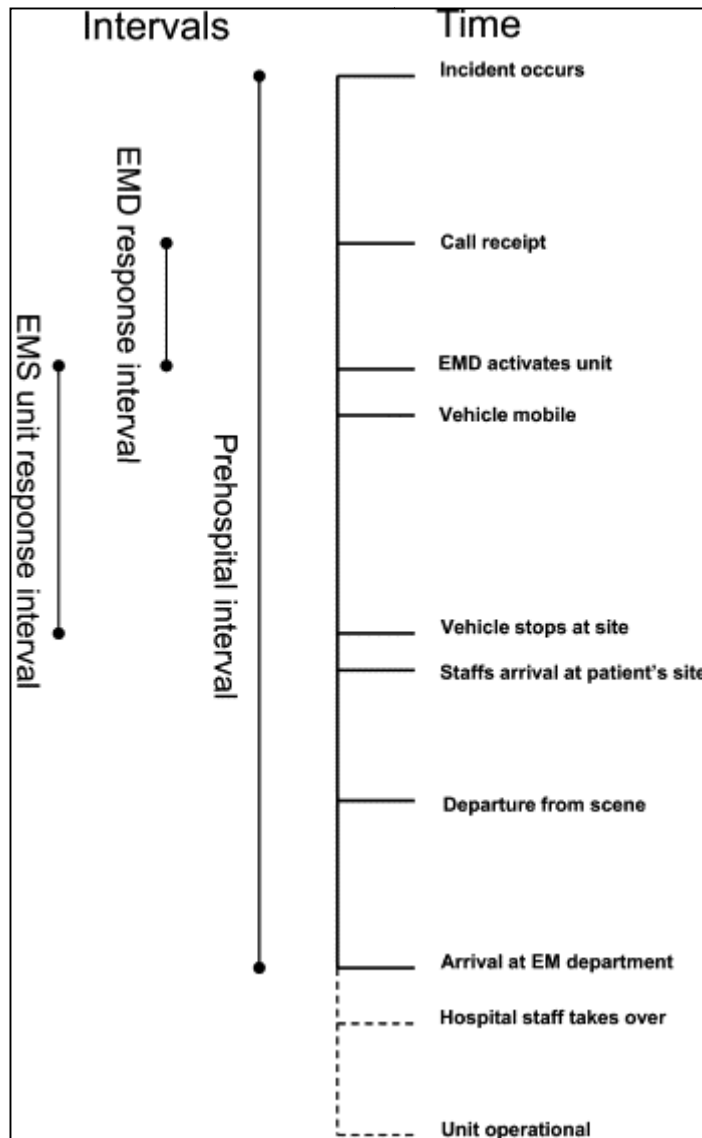 Intervals
Time
EMS unit response interval
EMD response interval
Prehospital interval
Incident occurs
Call receipt
EMD activates unit
Vehicle mobile
Vehicle stops at site
Staffs arrival at patient's site
Departure from scene
Arrival at EM department
Hospital staff takes over
Unit operational